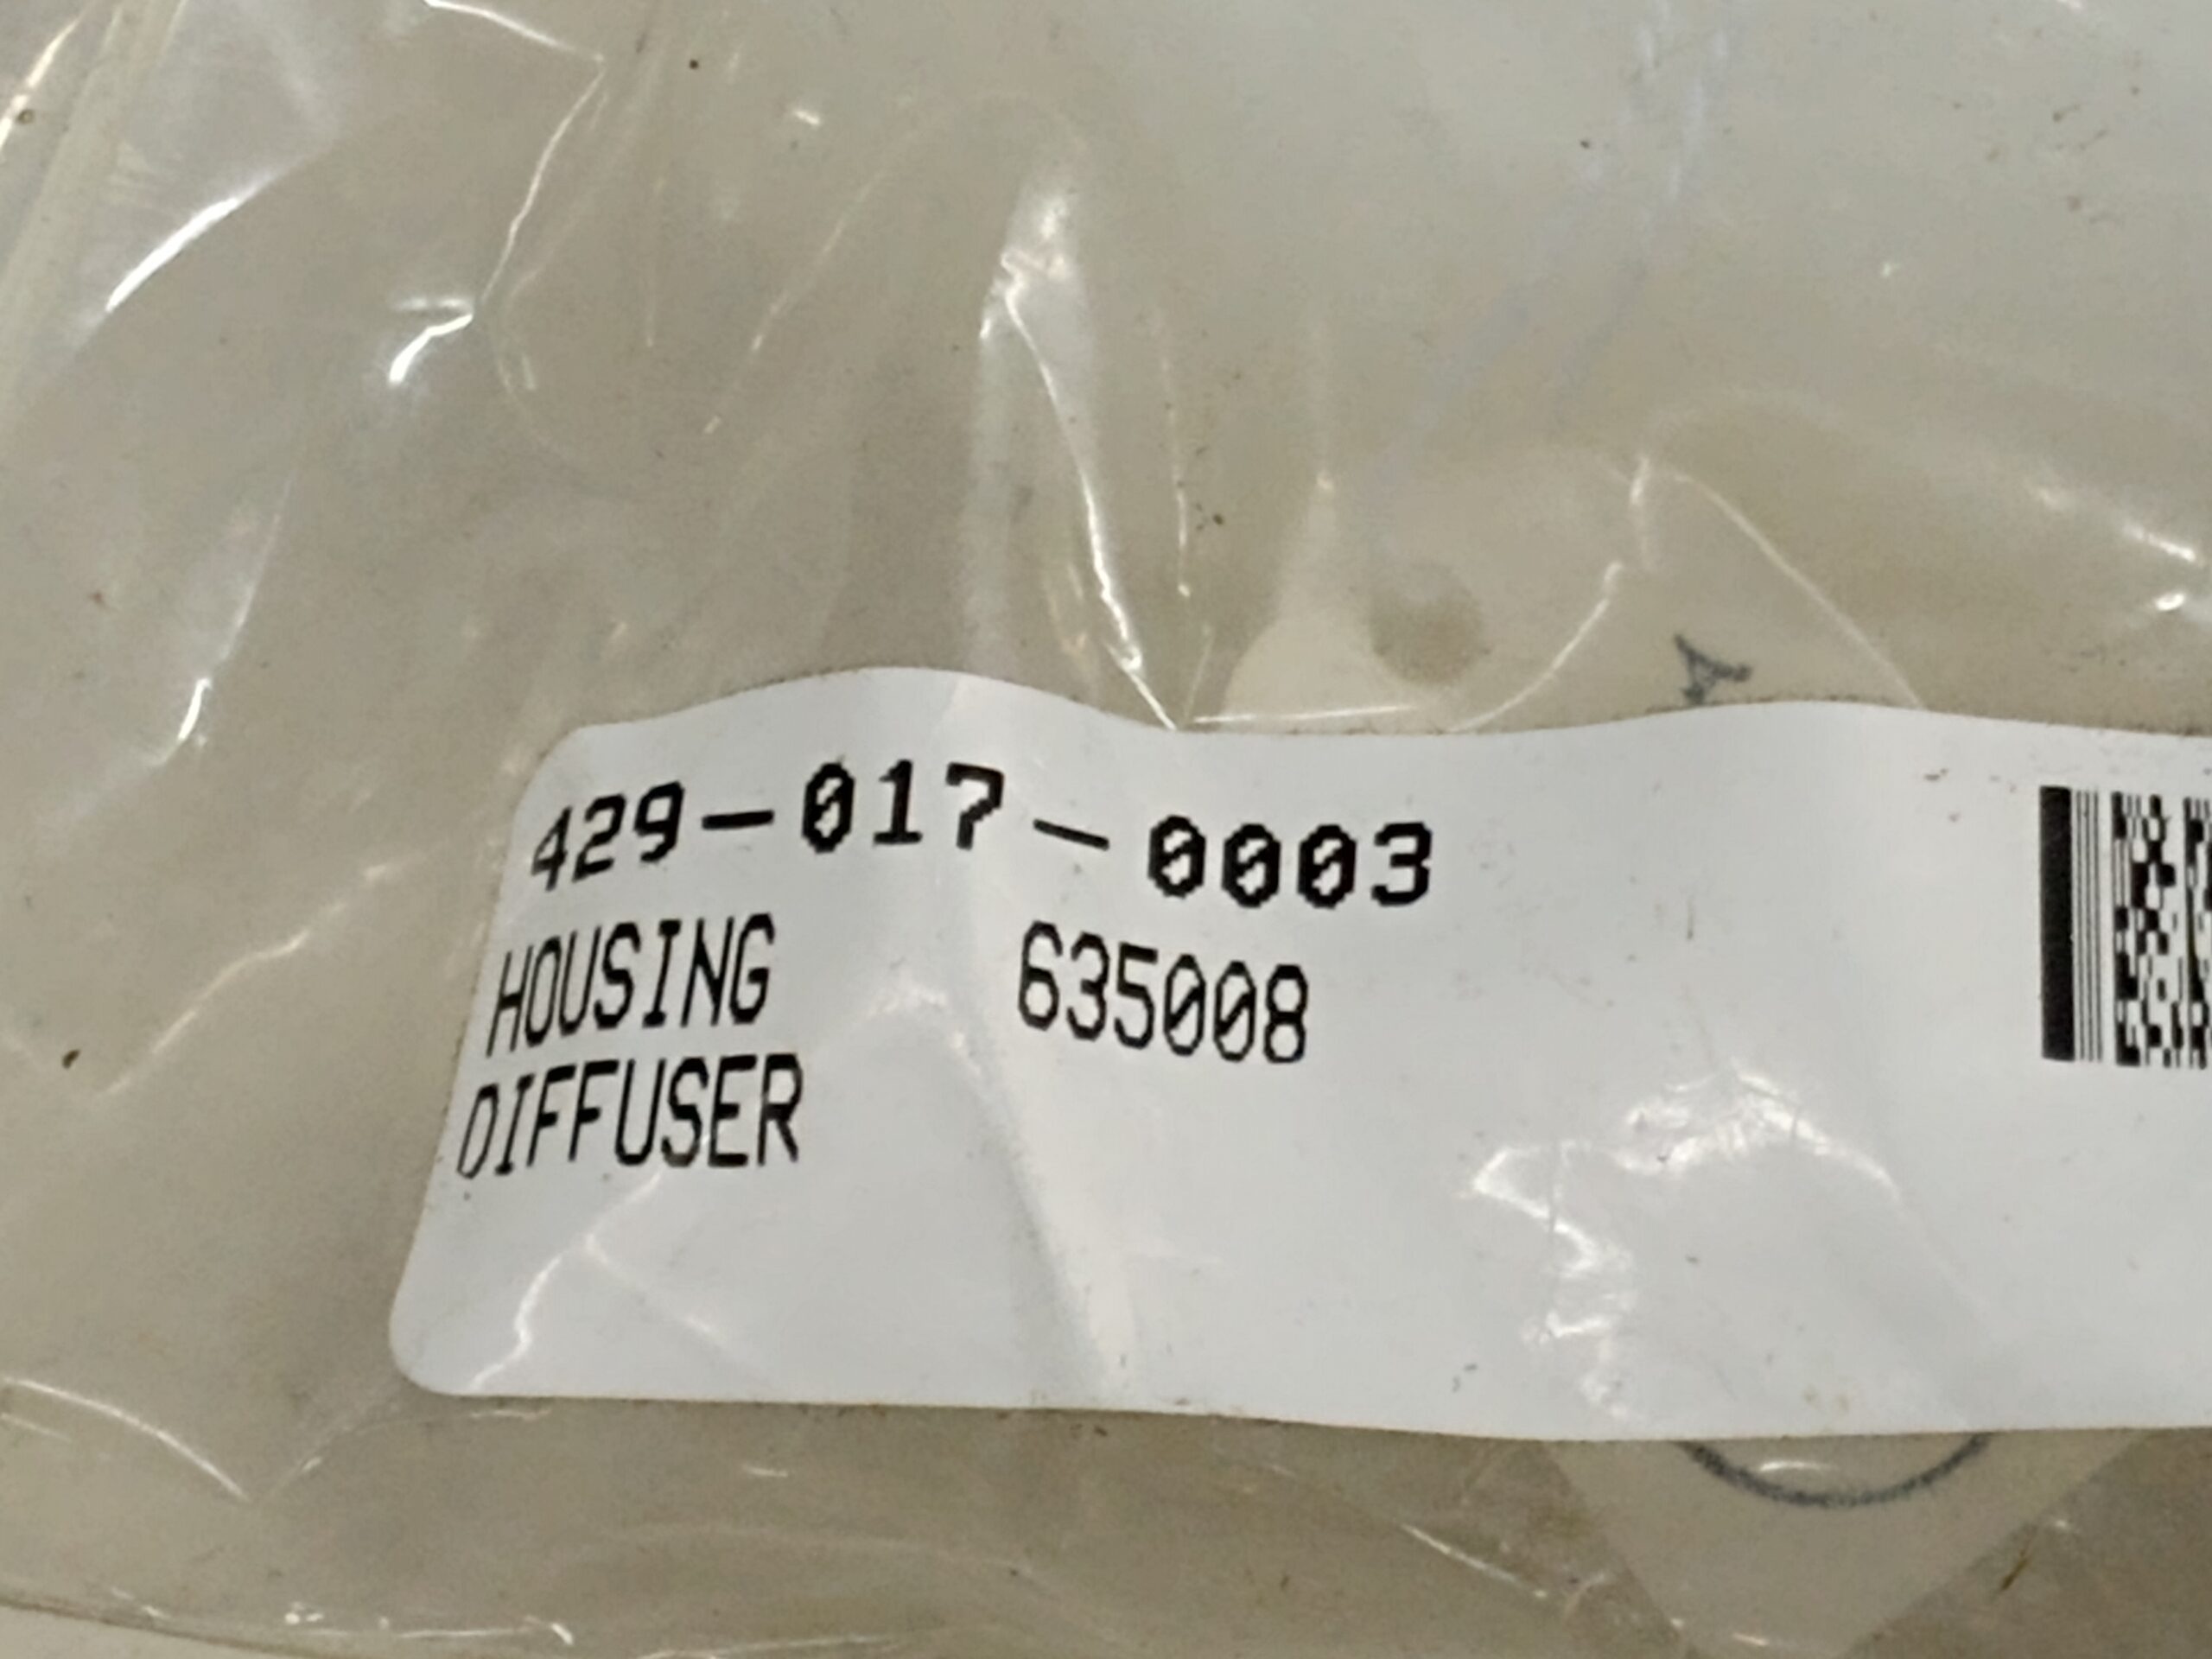 429-017-0003
HOUSING 635008
DIFFUSER